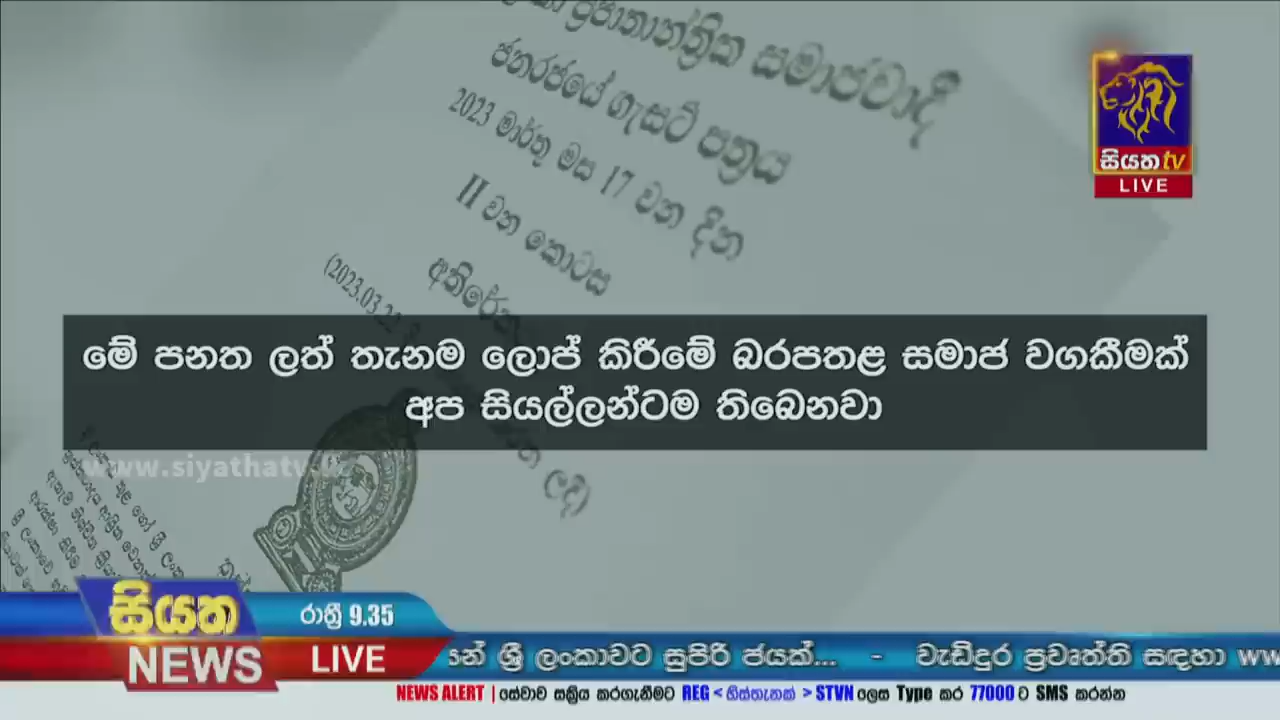 ප්‍රජාතාන්ත්‍රික සමාජවාදී
ජනරජයේ ගැසට් පත්‍රය
2023 මාර්තු මස 17 වන දින
II වන කොටස
සියත tv
LIVE
මේ පනත ලත් තැනම ලොප් කිරීමේ බරපතළ සමාජ වගකීමක්
අප සියල්ලන්ටම තිබෙනවා
www.siyathatv.
සියත
NEWS
රාත්‍රී 9.35
LIVE
ශ්‍රී ලංකාවට සුපිරි ජයක්... - වැඩිදුර ප්‍රවෘත්ති සඳහා
NEWS ALERT | සේවාව සක්‍රිය කරගැනීමට REG < හිස්තැනක් > STVN ලෙස Type කර 77000 ට SMS කරන්න